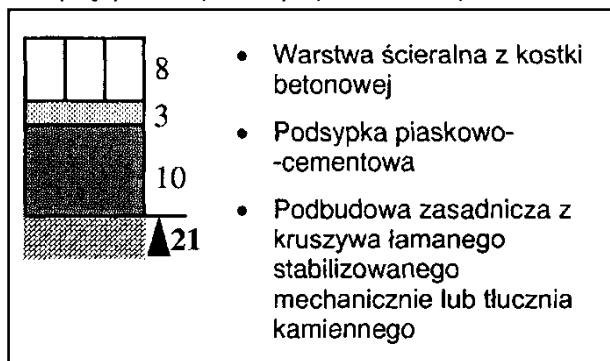 8
3
10
21
• Warstwa ścieralna z kostki
betonowej
• Podsypka piaskowo-
-cementowa
• Podbudowa zasadnicza z
kruszywa łamanego
stabilizowanego
mechanicznie lub tłucznia
kamiennego